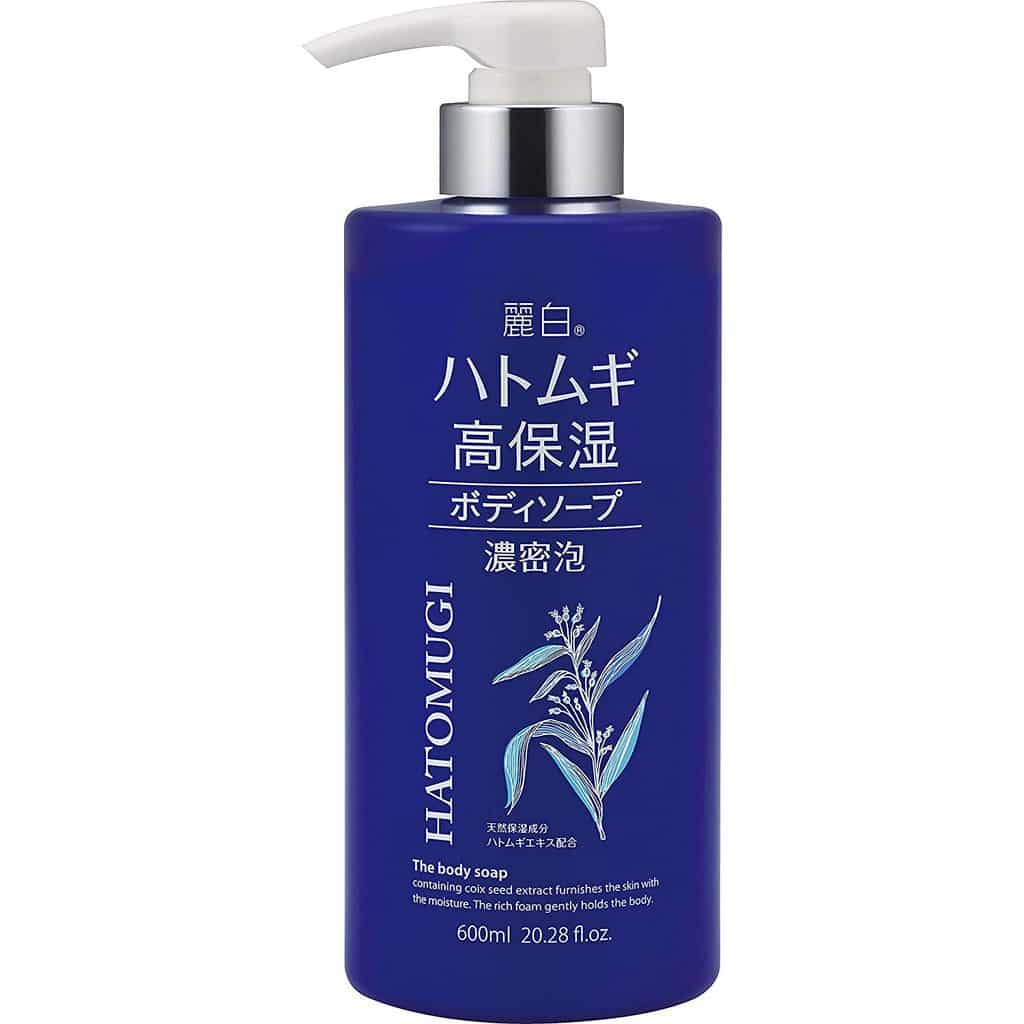 麗白®
ハトムギ
高保湿
ボディソープ
濃密泡
HATOMUGI
天然保湿成分
ハトムギエキス配合
The body soap
containing coix seed extract furnishes the skin with
the moisture. The rich foam gently holds the body.
600ml 20.28 fl.oz.